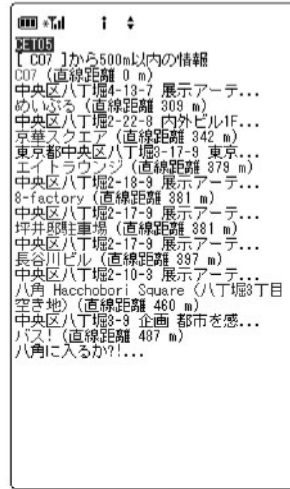 CET05
[ C07 ]から500m以内の情報
C07 (直線距離 0 m)
中央区八丁堀4-13-7 展示アーテ...
めいぶる (直線距離 309 m)
中央区八丁堀2-22-8 内外ビル1F...
京華スクエア (直線距離 342 m)
東京都中央区八丁堀3-17-9 東京...
エイトラウンジ (直線距離 379 m)
中央区八丁堀2-18-9 展示アーテ...
8-factory (直線距離 381 m)
中央区八丁堀2-17-9 展示アーテ...
坪井邸駐車場 (直線距離 381 m)
中央区八丁堀2-17-9 展示アーテ...
長谷川ビル (直線距離 397 m)
中央区八丁堀2-10-3 展示アーテ...
八角 Hacchobori Square (八丁堀3丁目
空き地) (直線距離 460 m)
中央区八丁堀3-9 企画 都市を感...
バス! (直線距離 487 m)
八角に入るか?!...